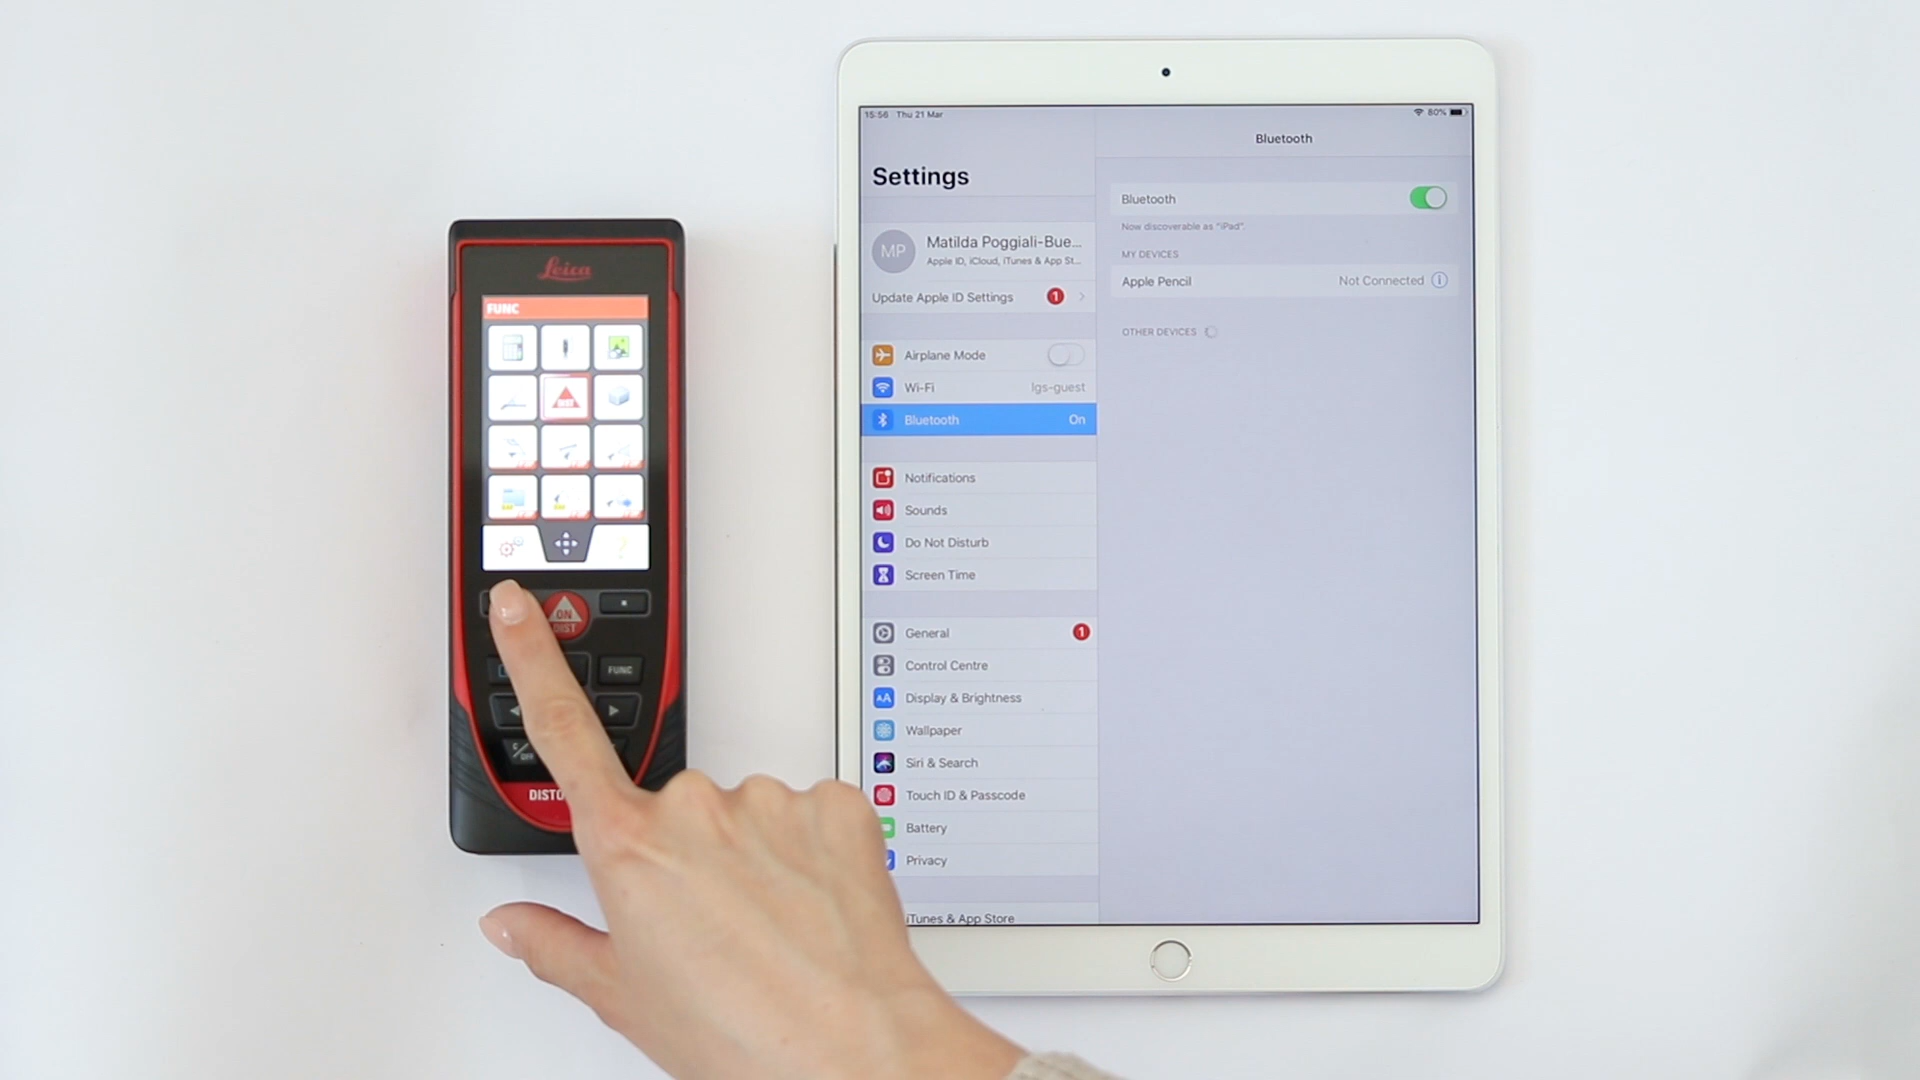 Leica
FUNC
DIST
ON
DIST
FUNC
C/OFF
DISTO
15:56 Thu 21 Mar
80%
Settings
MP
Matilda Poggiali-Bue...
Apple ID, iCloud, iTunes & App St...
Update Apple ID Settings 1
Airplane Mode
Wi-Fi lgs-guest
Bluetooth On
Notifications
Sounds
Do Not Disturb
Screen Time
General 1
Control Centre
AA Display & Brightness
Wallpaper
Siri & Search
Touch ID & Passcode
Battery
Privacy
iTunes & App Store
Bluetooth
Bluetooth
Now discoverable as "iPad".
MY DEVICES
Apple Pencil Not Connected
OTHER DEVICES